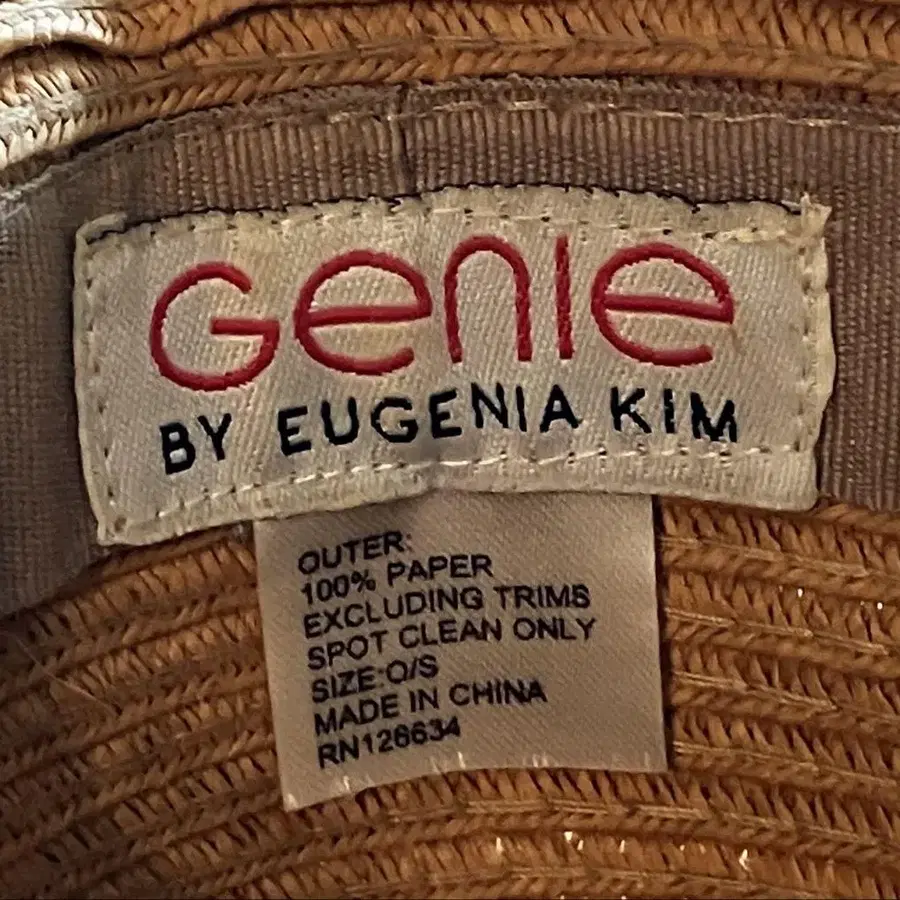 Genie
BY EUGENIA KIM
OUTER:
100% PAPER
EXCLUDING TRIMS
SPOT CLEAN ONLY
SIZE:O/S
MADE IN CHINA
RN126634